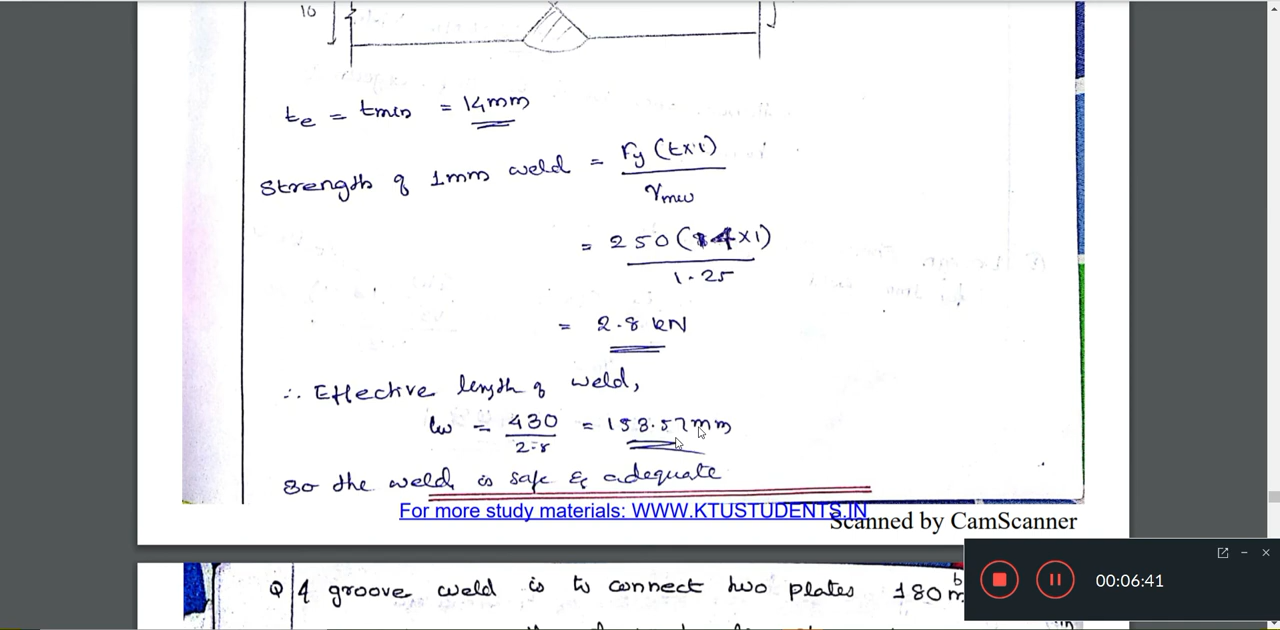 10
te = tmin = 14mm
Strength of 1mm weld = fy (t×1) / γmw
= 250 (14×1) / 1.25
= 2.8 kN
∴ Effective length of weld,
lw = 430 / 2.8 = 153.57mm
So the weld is safe & adequate
For more study materials: WWW.KTUSTUDENTS.IN
Scanned by CamScanner
Q| A groove weld is to connect two plates 180 m
00:06:41